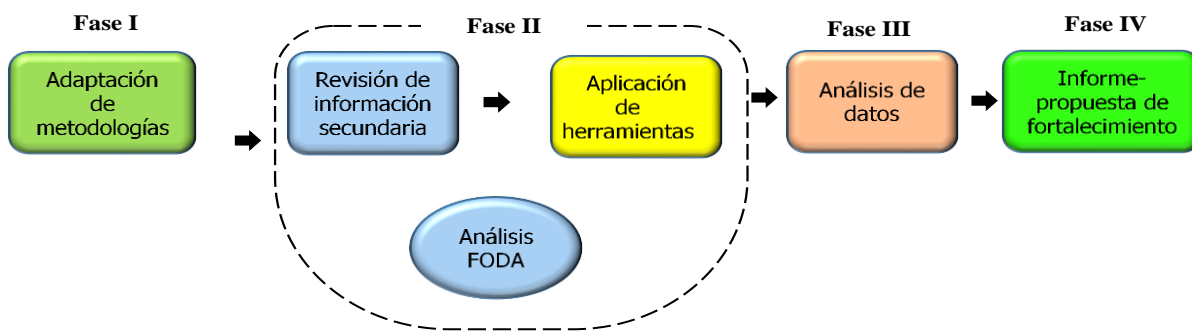 Fase I
Adaptación
de
metodologías
Fase II
Revisión de
información
secundaria
Aplicación
de
herramientas
Análisis
FODA
Fase III
Análisis de
datos
Fase IV
Informe-
propuesta de
fortalecimiento